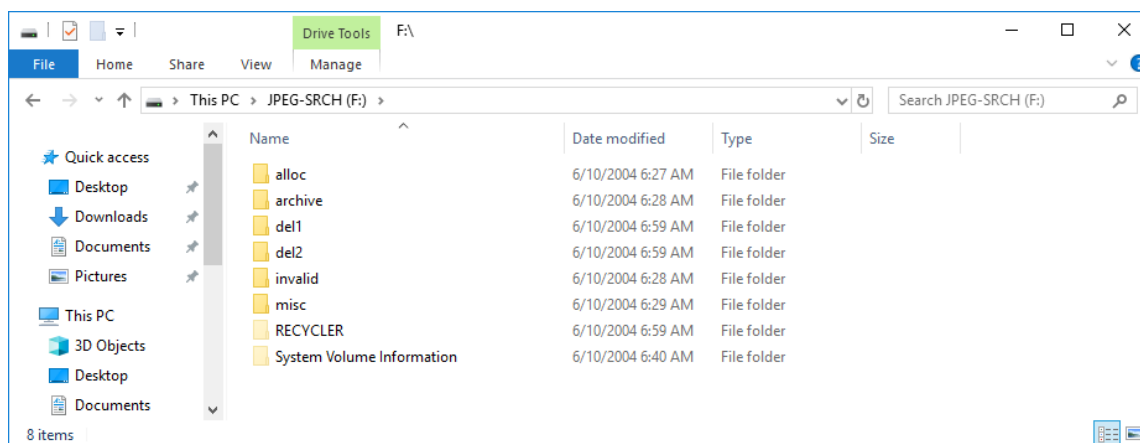 Drive Tools F:\
File Home Share View Manage
This PC > JPEG-SRCH (F:) > Search JPEG-SRCH (F:)
Name Date modified Type Size
Quick access
Desktop
Downloads
Documents
Pictures
This PC
3D Objects
Desktop
Documents
alloc 6/10/2004 6:27 AM File folder
archive 6/10/2004 6:28 AM File folder
del1 6/10/2004 6:59 AM File folder
del2 6/10/2004 6:59 AM File folder
invalid 6/10/2004 6:28 AM File folder
misc 6/10/2004 6:29 AM File folder
RECYCLER 6/10/2004 6:59 AM File folder
System Volume Information 6/10/2004 6:40 AM File folder
8 items